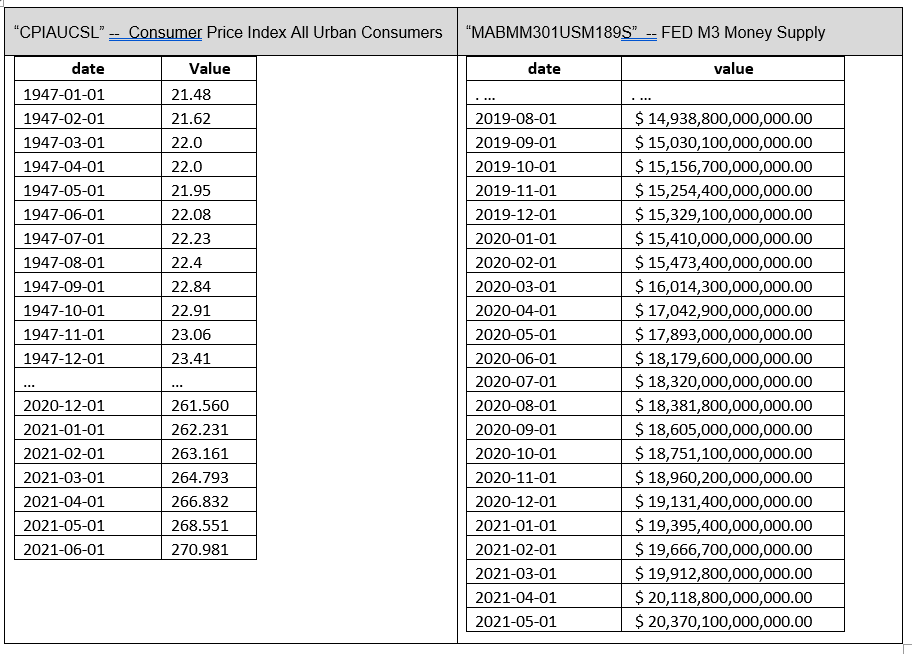 “CPIAUCSL” -- Consumer Price Index All Urban Consumers
“MABMM301USM189S” -- FED M3 Money Supply
date Value
1947-01-01 21.48
1947-02-01 21.62
1947-03-01 22.0
1947-04-01 22.0
1947-05-01 21.95
1947-06-01 22.08
1947-07-01 22.23
1947-08-01 22.4
1947-09-01 22.84
1947-10-01 22.91
1947-11-01 23.06
1947-12-01 23.41
... ...
2020-12-01 261.560
2021-01-01 262.231
2021-02-01 263.161
2021-03-01 264.793
2021-04-01 266.832
2021-05-01 268.551
2021-06-01 270.981
date value
. ... . ...
2019-08-01 $ 14,938,800,000,000.00
2019-09-01 $ 15,030,100,000,000.00
2019-10-01 $ 15,156,700,000,000.00
2019-11-01 $ 15,254,400,000,000.00
2019-12-01 $ 15,329,100,000,000.00
2020-01-01 $ 15,410,000,000,000.00
2020-02-01 $ 15,473,400,000,000.00
2020-03-01 $ 16,014,300,000,000.00
2020-04-01 $ 17,042,900,000,000.00
2020-05-01 $ 17,893,000,000,000.00
2020-06-01 $ 18,179,600,000,000.00
2020-07-01 $ 18,320,000,000,000.00
2020-08-01 $ 18,381,800,000,000.00
2020-09-01 $ 18,605,000,000,000.00
2020-10-01 $ 18,751,100,000,000.00
2020-11-01 $ 18,960,200,000,000.00
2020-12-01 $ 19,131,400,000,000.00
2021-01-01 $ 19,395,400,000,000.00
2021-02-01 $ 19,666,700,000,000.00
2021-03-01 $ 19,912,800,000,000.00
2021-04-01 $ 20,118,800,000,000.00
2021-05-01 $ 20,370,100,000,000.00